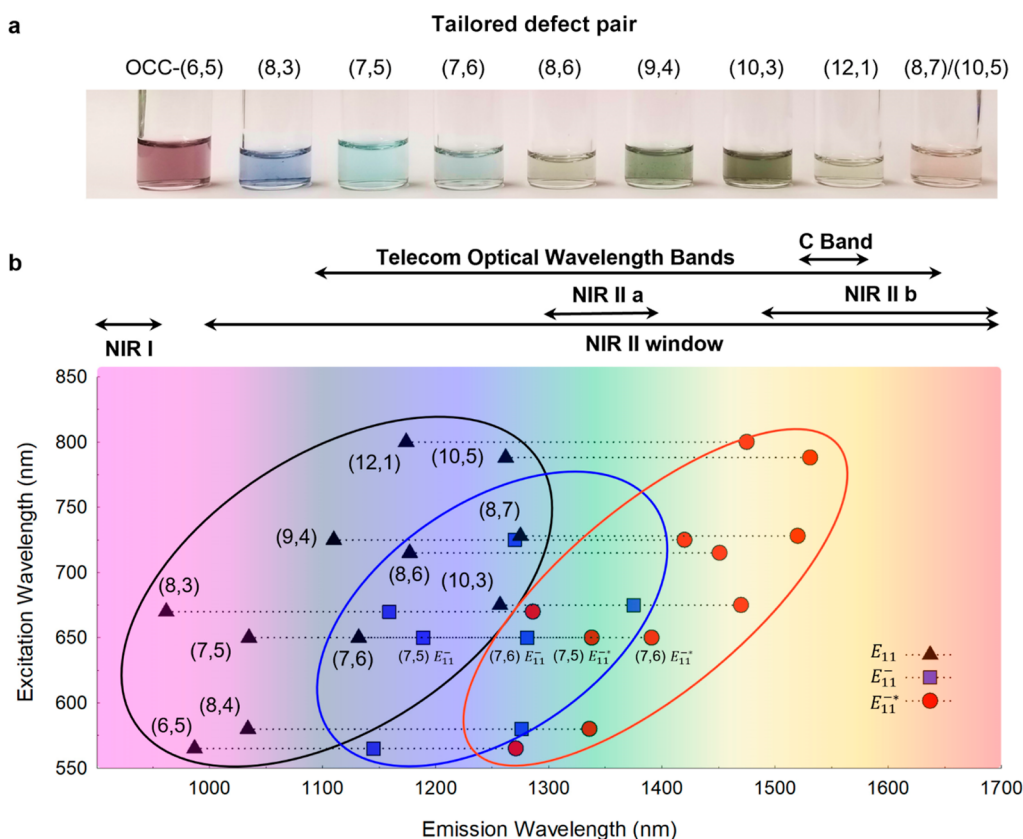 a
Tailored defect pair
OCC-(6,5) (8,3) (7,5) (7,6) (8,6) (9,4) (10,3) (12,1) (8,7)/(10,5)
b
C Band
Telecom Optical Wavelength Bands
NIR II a NIR II b
NIR I NIR II window
850
800
750
700
650
600
550
Excitation Wavelength (nm)
(12,1) (10,5)
(8,7)
(9,4)
(8,6)
(10,3)
(8,3)
(7,5) (7,6) (7,5) E₁₁⁻ (7,6) E₁₁⁻ (7,5) E₁₁⁻* (7,6) E₁₁⁻*
(8,4)
(6,5)
E₁₁
E₁₁⁻
E₁₁⁻*
1000 1100 1200 1300 1400 1500 1600 1700
Emission Wavelength (nm)